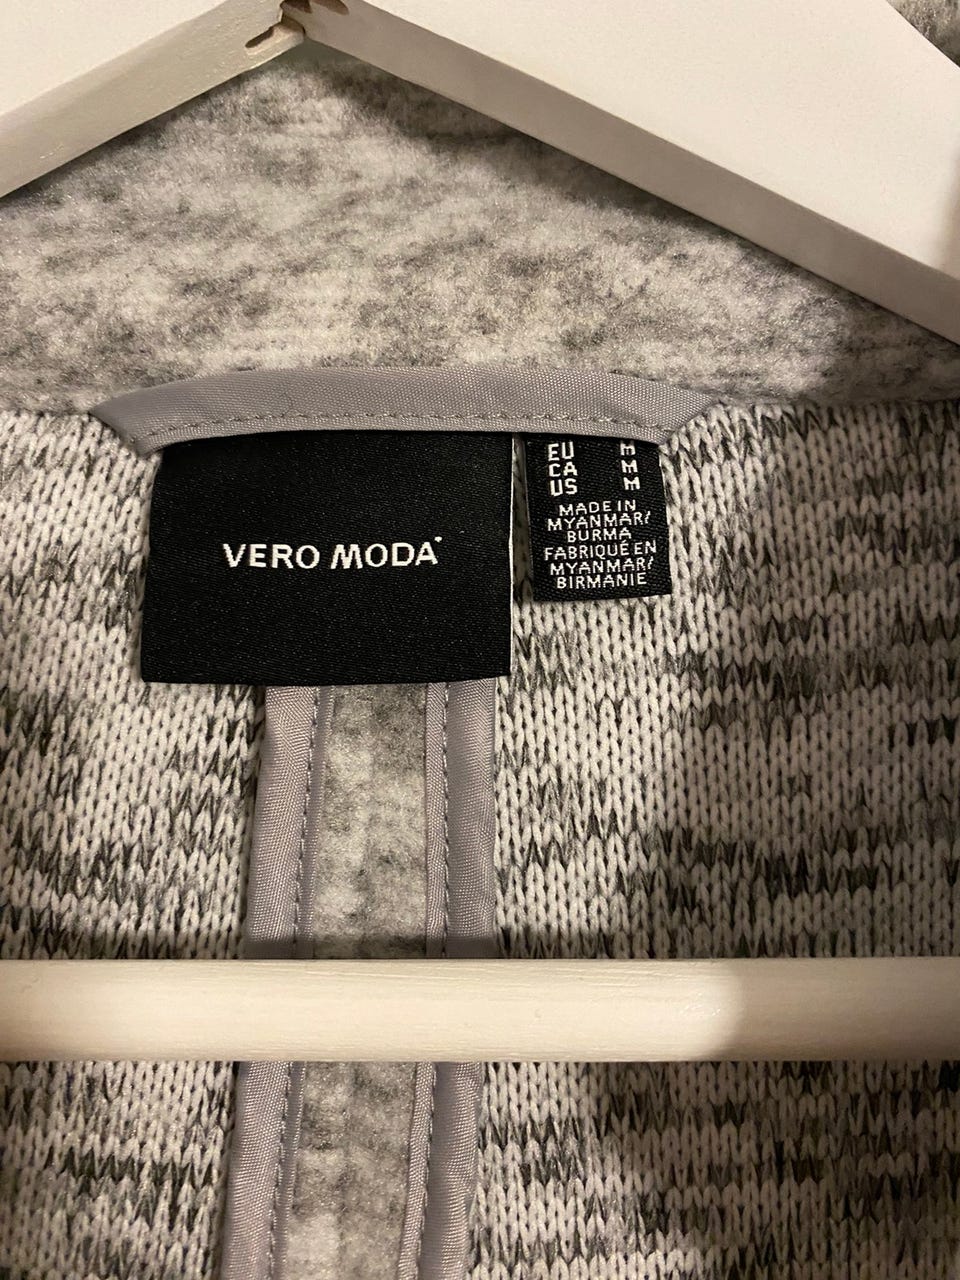 VERO MODA
EU M
CA M
US M
MADE IN
MYANMAR/
BURMA
FABRIQUÉ EN
MYANMAR/
BIRMANIE